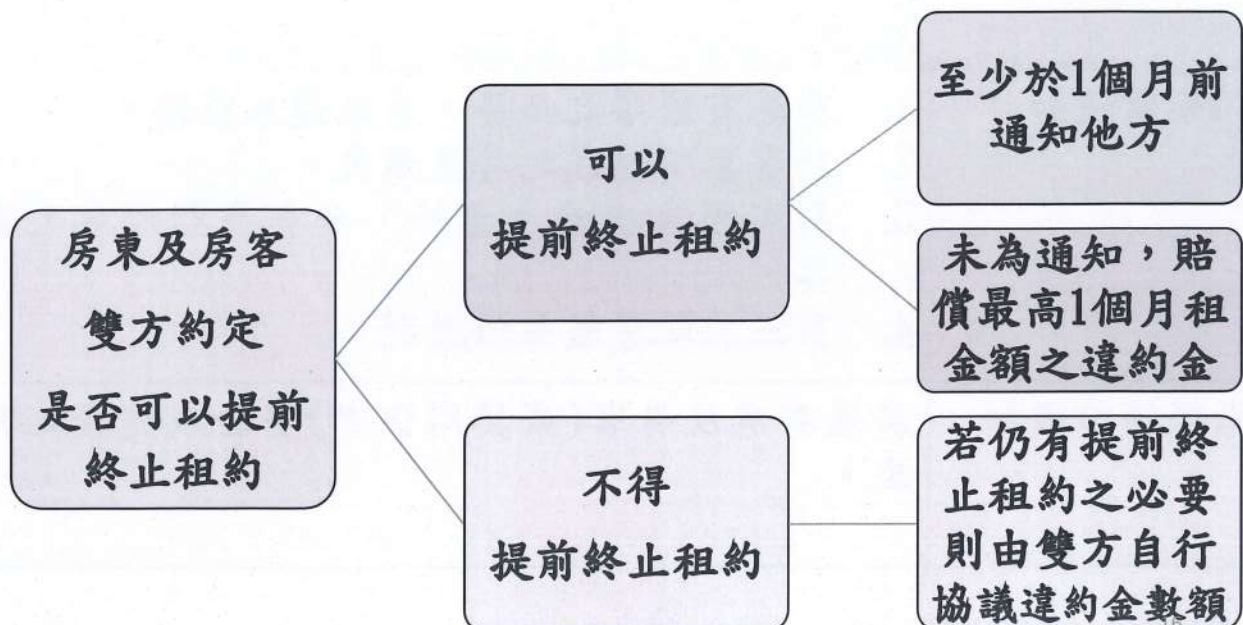 房東及房客
雙方約定
是否可以提前
終止租約
可以
提前終止租約
至少於1個月前
通知他方
未為通知，賠
償最高1個月租
金額之違約金
不得
提前終止租約
若仍有提前終
止租約之必要
則由雙方自行
協議違約金數額